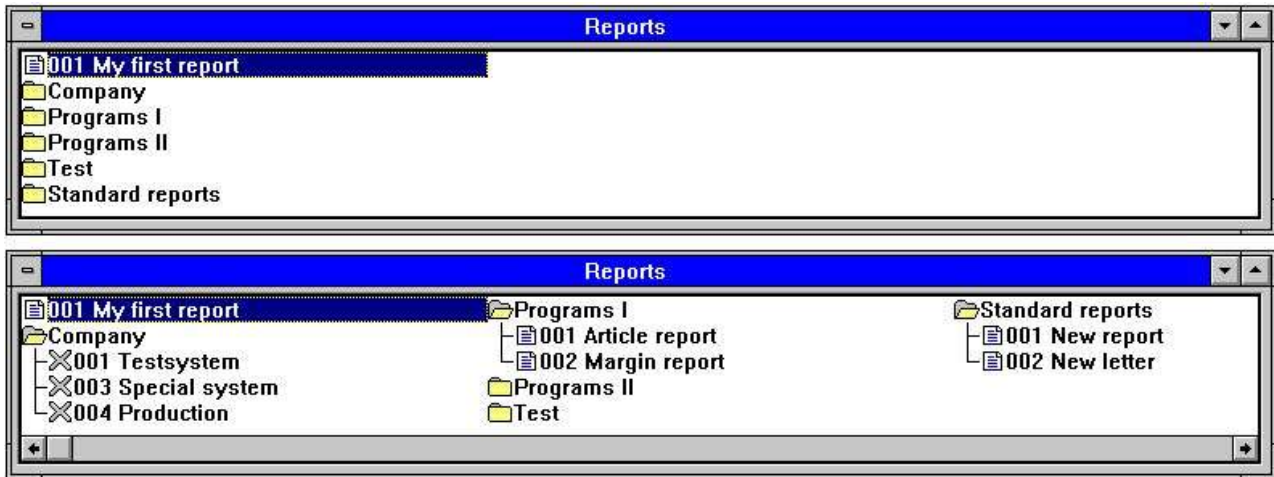 Reports
001 My first report
Company
Programs I
Programs II
Test
Standard reports
Reports
001 My first report
Company
001 Testsystem
003 Special system
004 Production
Programs I
001 Article report
002 Margin report
Programs II
Test
Standard reports
001 New report
002 New letter